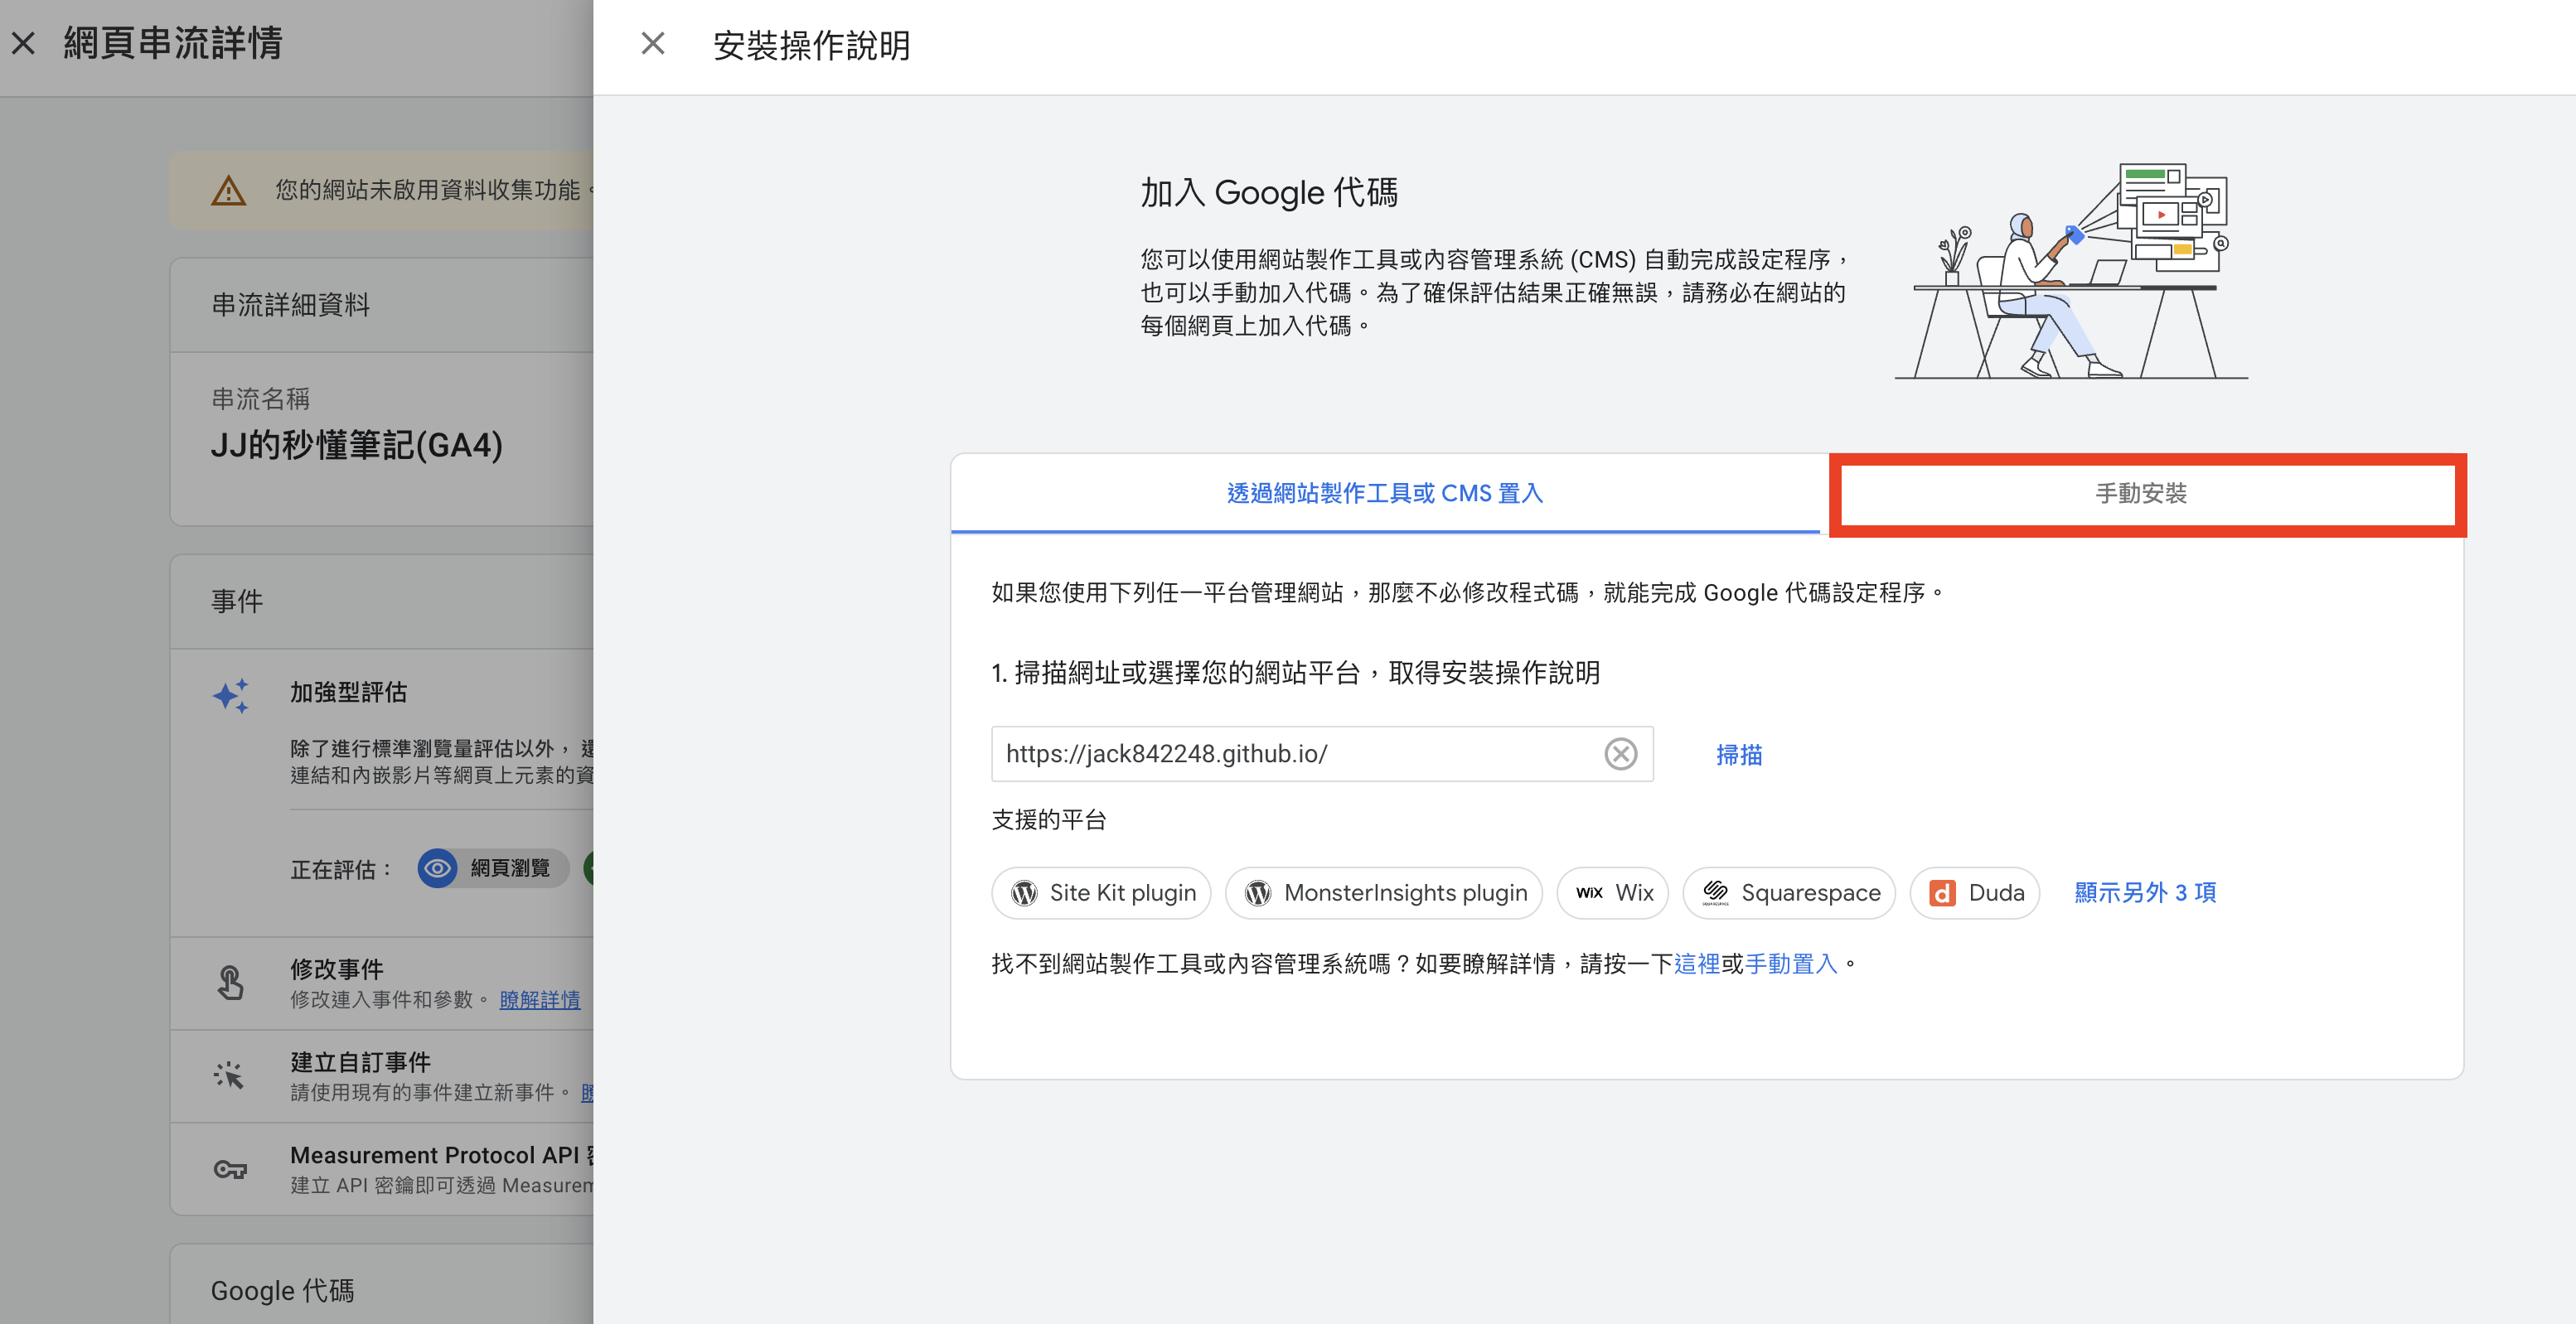 網頁串流詳情
您的網站未啟用資料收集功能。
串流詳細資料
串流名稱
JJ的秒懂筆記(GA4)
事件
加強型評估
除了進行標準瀏覽量評估以外，
連結和內嵌影片等網頁上元素的資
正在評估：
網頁瀏覽
修改事件
修改連入事件和參數。 瞭解詳情
建立自訂事件
請使用現有的事件建立新事件。
Measurement Protocol API
建立 API 密鑰即可透過 Measurem
Google 代碼
安裝操作說明
加入 Google 代碼
您可以使用網站製作工具或內容管理系統 (CMS) 自動完成設定程序，
也可以手動加入代碼。為了確保評估結果正確無誤，請務必在網站的
每個網頁上加入代碼。
透過網站製作工具或 CMS 置入
手動安裝
如果您使用下列任一平台管理網站，那麼不必修改程式碼，就能完成 Google 代碼設定程序。
1. 掃描網址或選擇您的網站平台，取得安裝操作說明
https://jack842248.github.io/
掃描
支援的平台
Site Kit plugin
MonsterInsights plugin
WiX Wix
Squarespace
d Duda
顯示另外 3 項
找不到網站製作工具或內容管理系統嗎？如要瞭解詳情，請按一下這裡或手動置入。